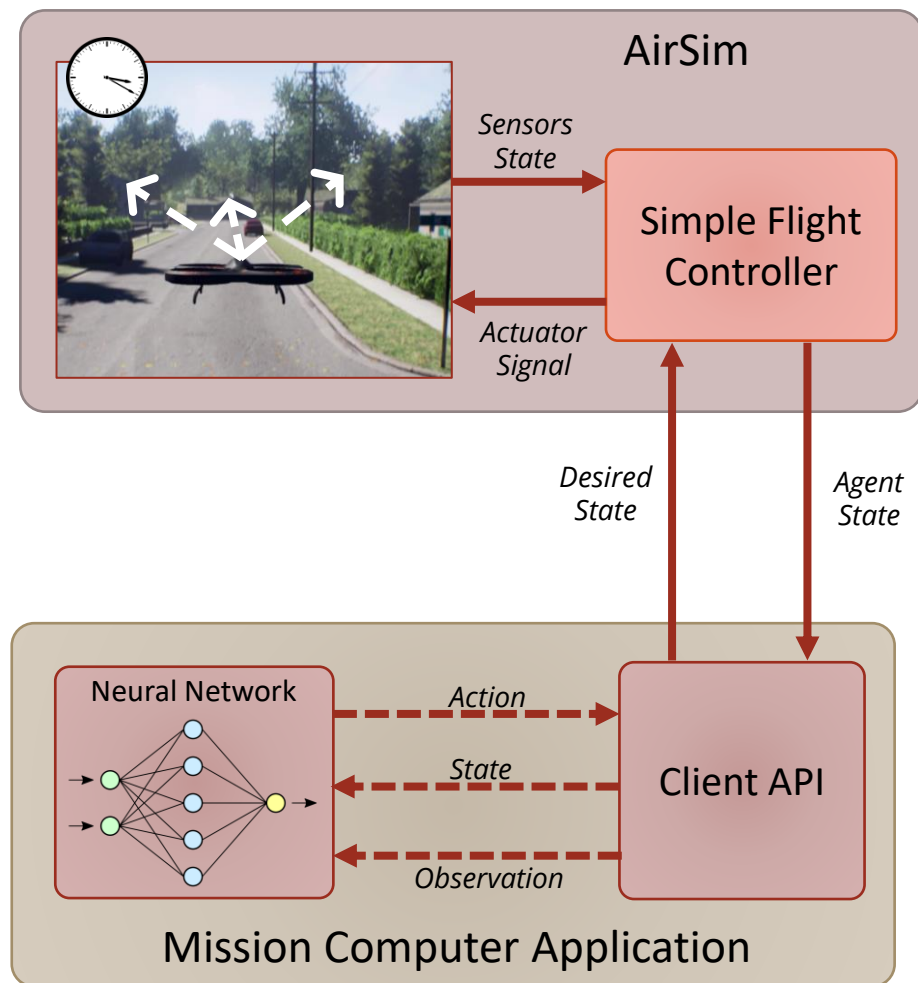 AirSim
Sensors
State
Simple Flight
Controller
Actuator
Signal
Desired
State
Agent
State
Neural Network
Action
State
Observation
Client API
Mission Computer Application